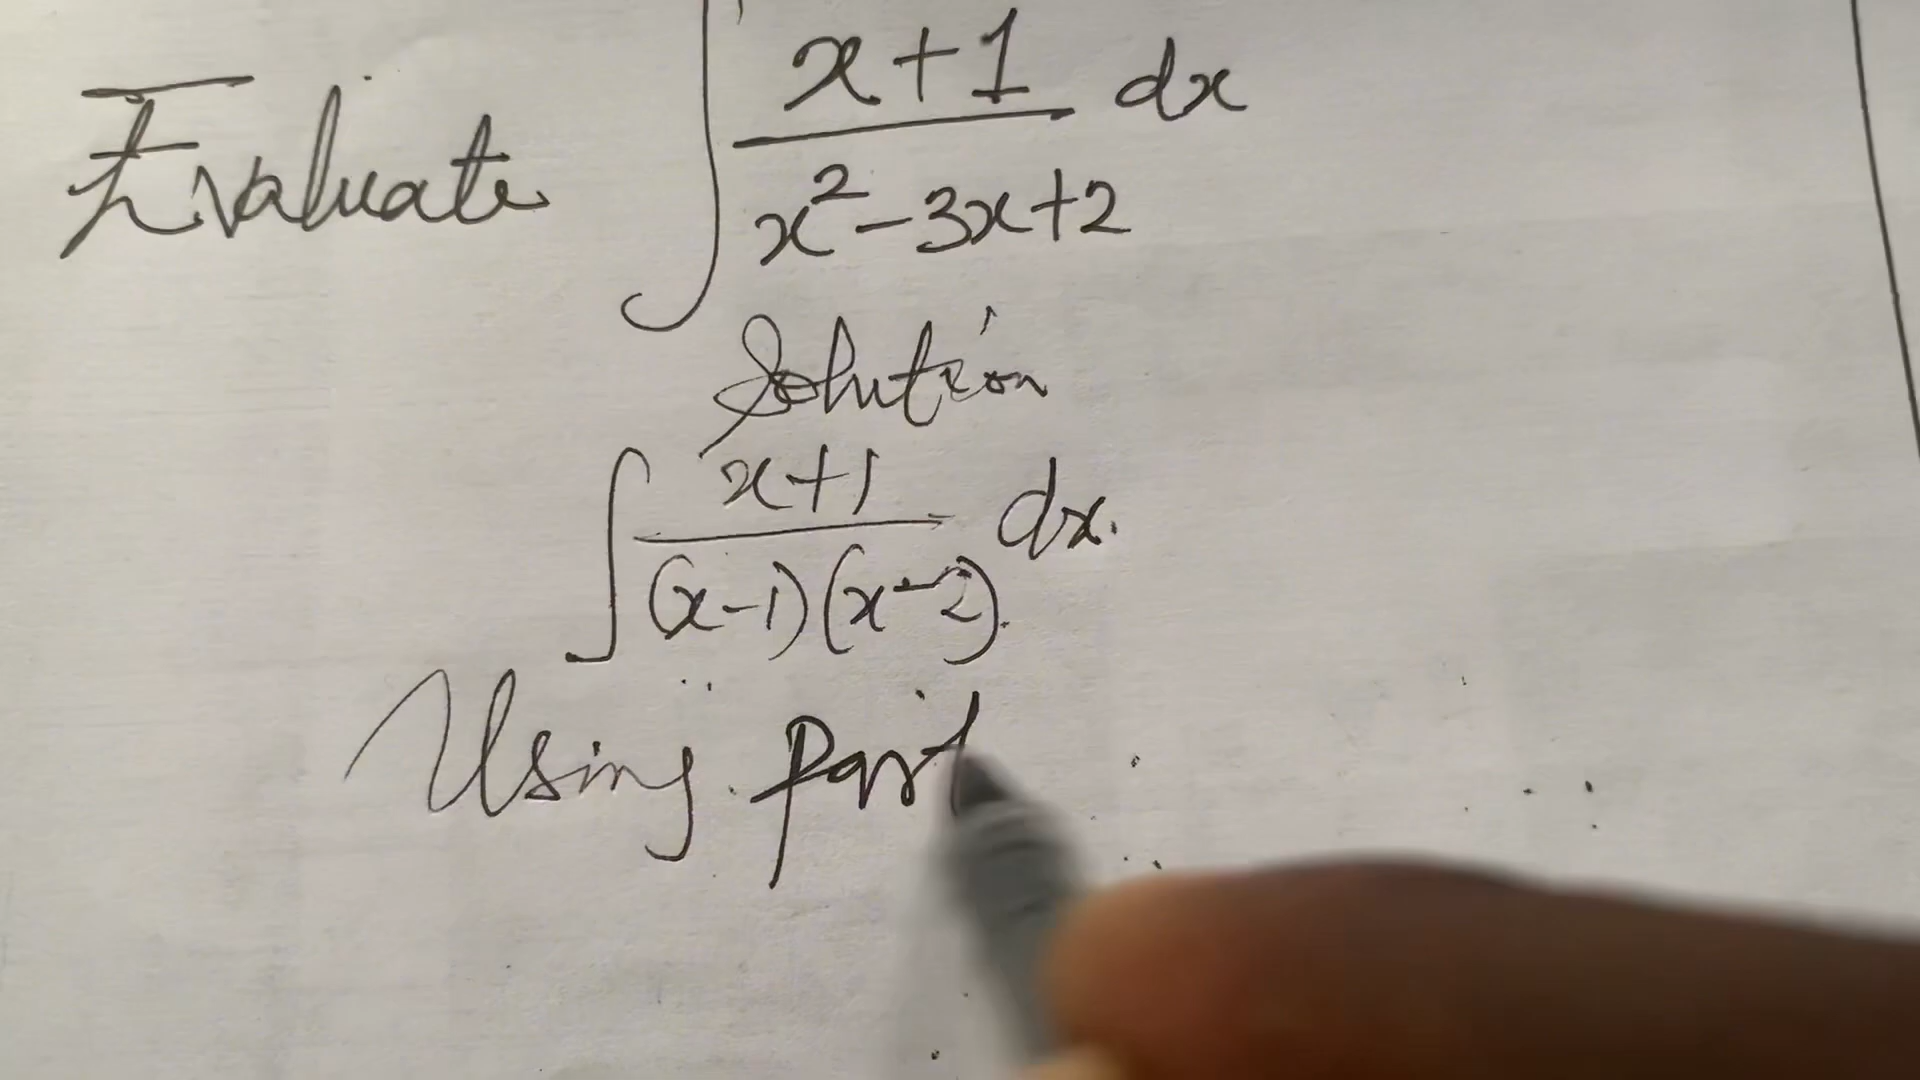 Evaluate ∫ x+1 / x² - 3x + 2 dx
Solution
∫ x+1 / (x-1)(x-2) dx.
Using Part